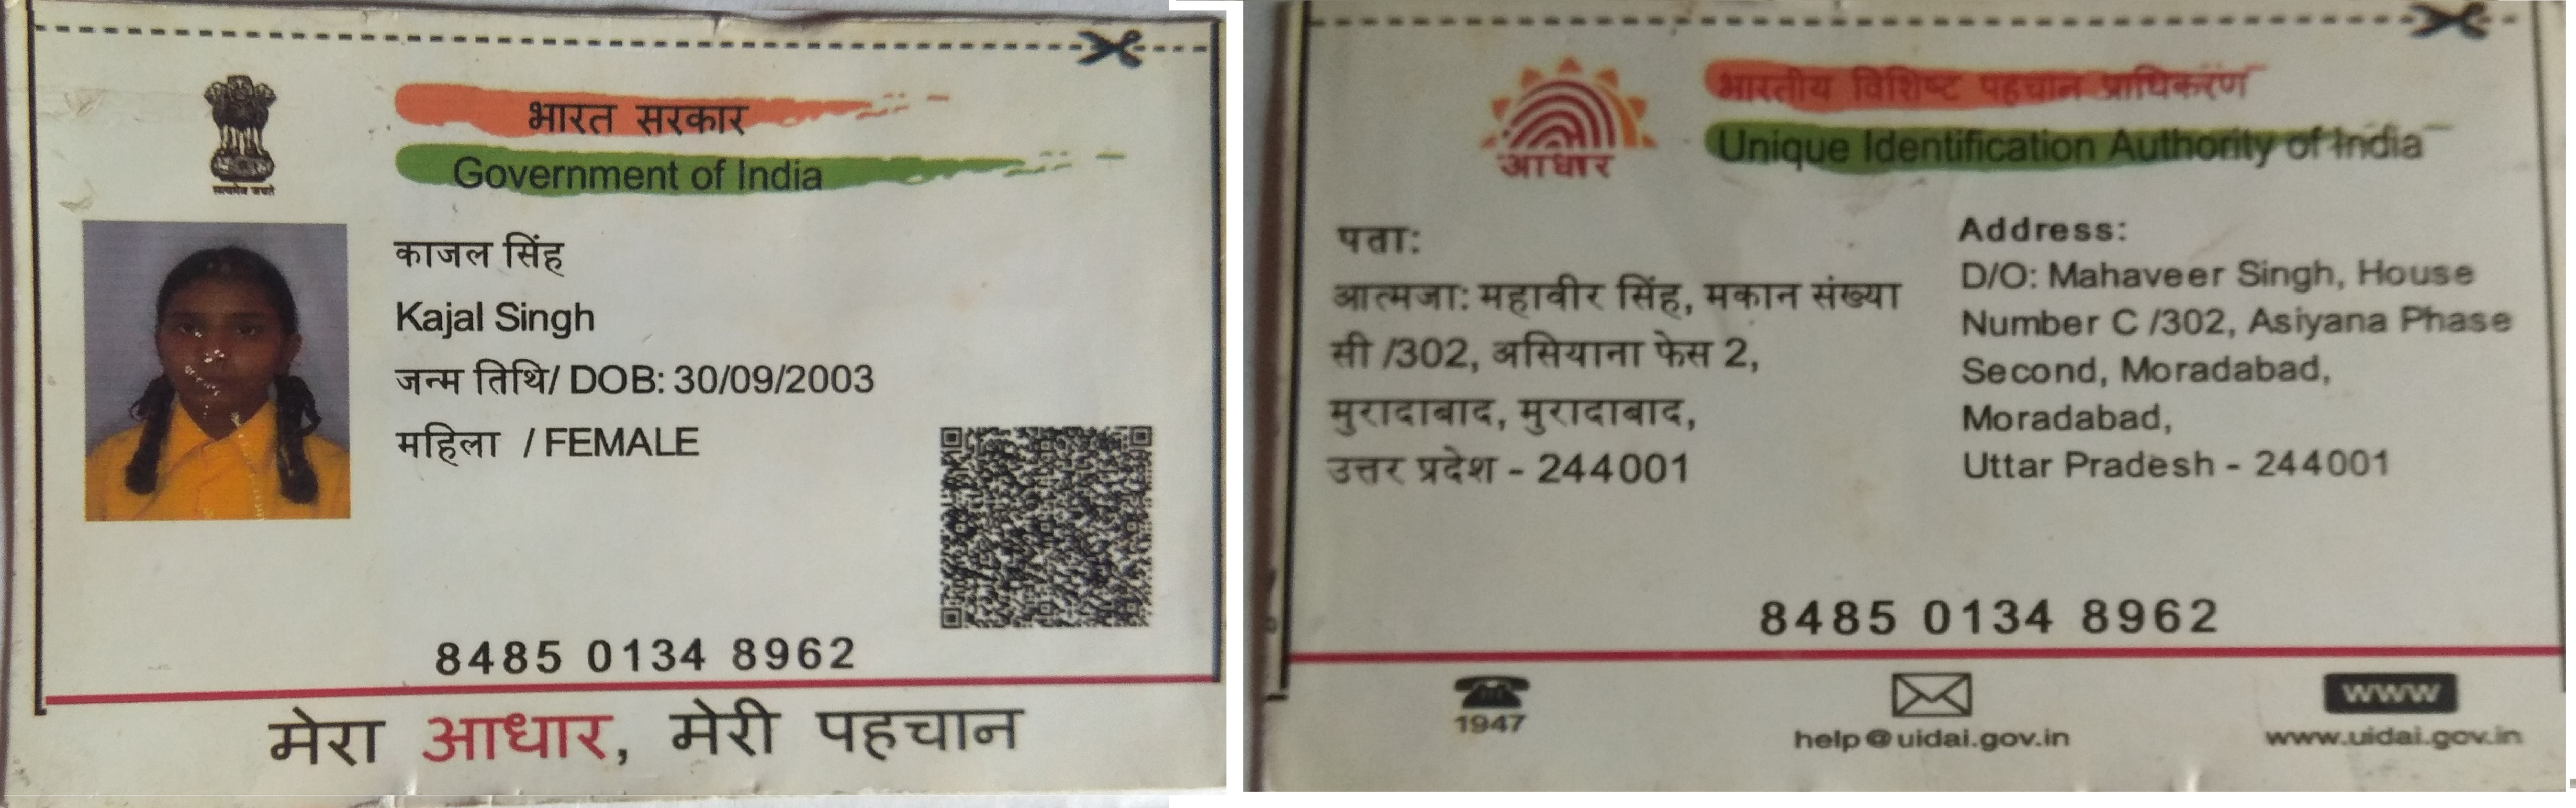 भारत सरकार
Government of India
काजल सिंह
Kajal Singh
जन्म तिथि/ DOB: 30/09/2003
महिला / FEMALE
8485 0134 8962
मेरा आधार, मेरी पहचान
भारतीय विशिष्ट पहचान प्राधिकरण
Unique Identification Authority of India
आधार
पता:
आत्मजा: महावीर सिंह, मकान संख्या
सी /302, असियाना फेस 2,
मुरादाबाद, मुरादाबाद,
उत्तर प्रदेश - 244001
Address:
D/O: Mahaveer Singh, House
Number C /302, Asiyana Phase
Second, Moradabad,
Moradabad,
Uttar Pradesh - 244001
8485 0134 8962
1947
help@uidai.gov.in
www
www.uidai.gov.in